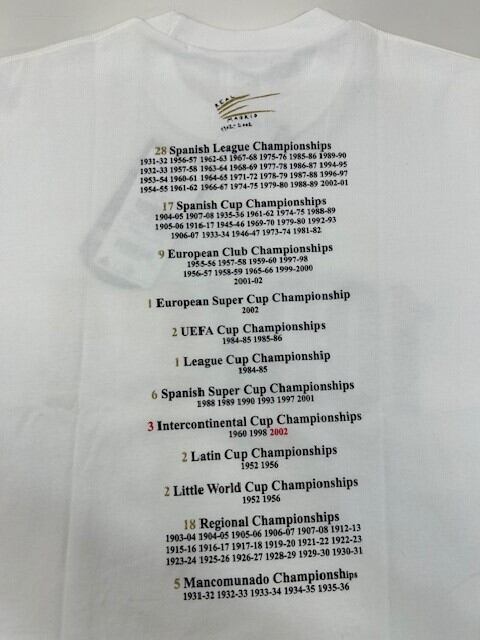 REAL
MADRID
1902-2002
28 Spanish League Championships
1931-32 1956-57 1962-63 1967-68 1975-76 1985-86 1989-90
1932-33 1957-58 1963-64 1968-69 1977-78 1986-87 1994-95
1953-54 1960-61 1964-65 1971-72 1978-79 1987-88 1996-97
1954-55 1961-62 1966-67 1974-75 1979-80 1988-89 2002-01
17 Spanish Cup Championships
1904-05 1907-08 1935-36 1961-62 1974-75 1988-89
1905-06 1916-17 1945-46 1969-70 1979-80 1992-93
1906-07 1933-34 1946-47 1973-74 1981-82
9 European Club Championships
1955-56 1957-58 1959-60 1997-98
1956-57 1958-59 1965-66 1999-2000
2001-02
1 European Super Cup Championship
2002
2 UEFA Cup Championships
1984-85 1985-86
1 League Cup Championship
1984-85
6 Spanish Super Cup Championships
1988 1989 1990 1993 1997 2001
3 Intercontinental Cup Championships
1960 1998 2002
2 Latin Cup Championships
1952 1956
2 Little World Cup Championships
1952 1956
18 Regional Championships
1903-04 1904-05 1905-06 1906-07 1907-08 1912-13
1915-16 1916-17 1917-18 1919-20 1921-22 1922-23
1923-24 1925-26 1926-27 1928-29 1929-30 1930-31
5 Mancomunado Championships
1931-32 1932-33 1933-34 1934-35 1935-36